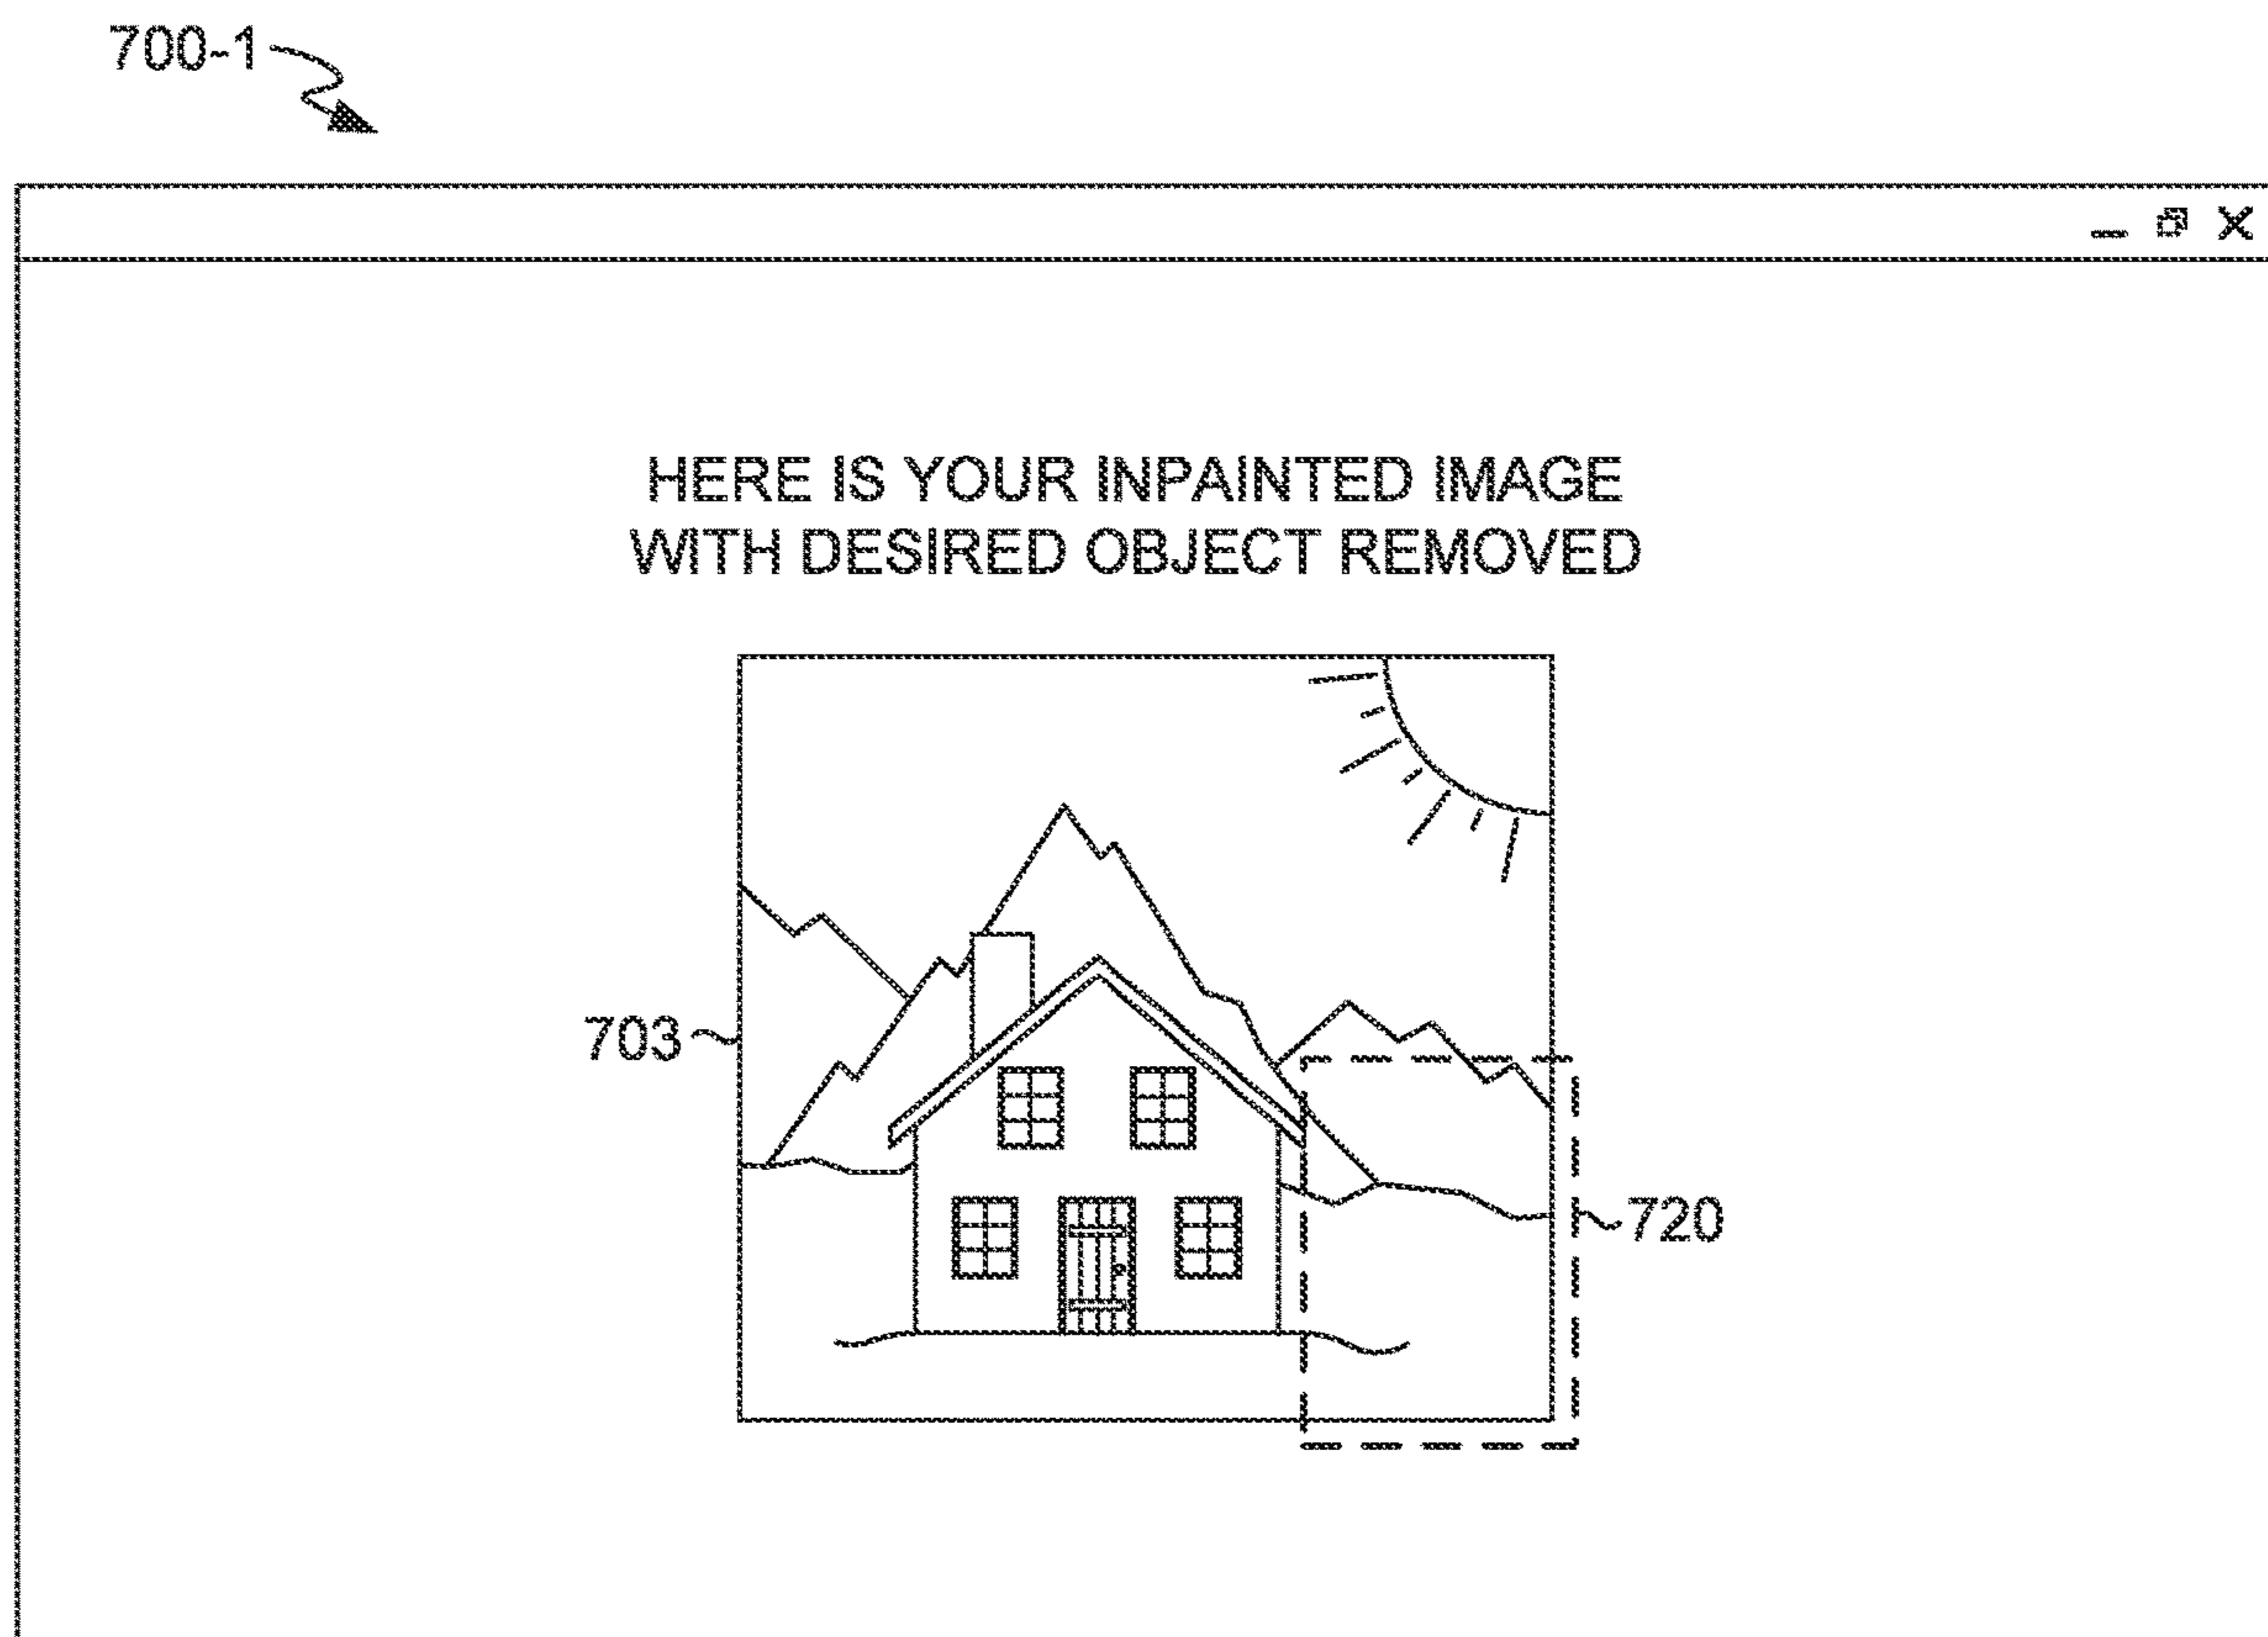 700-1
HERE IS YOUR INPAINTED IMAGE
WITH DESIRED OBJECT REMOVED
703
720